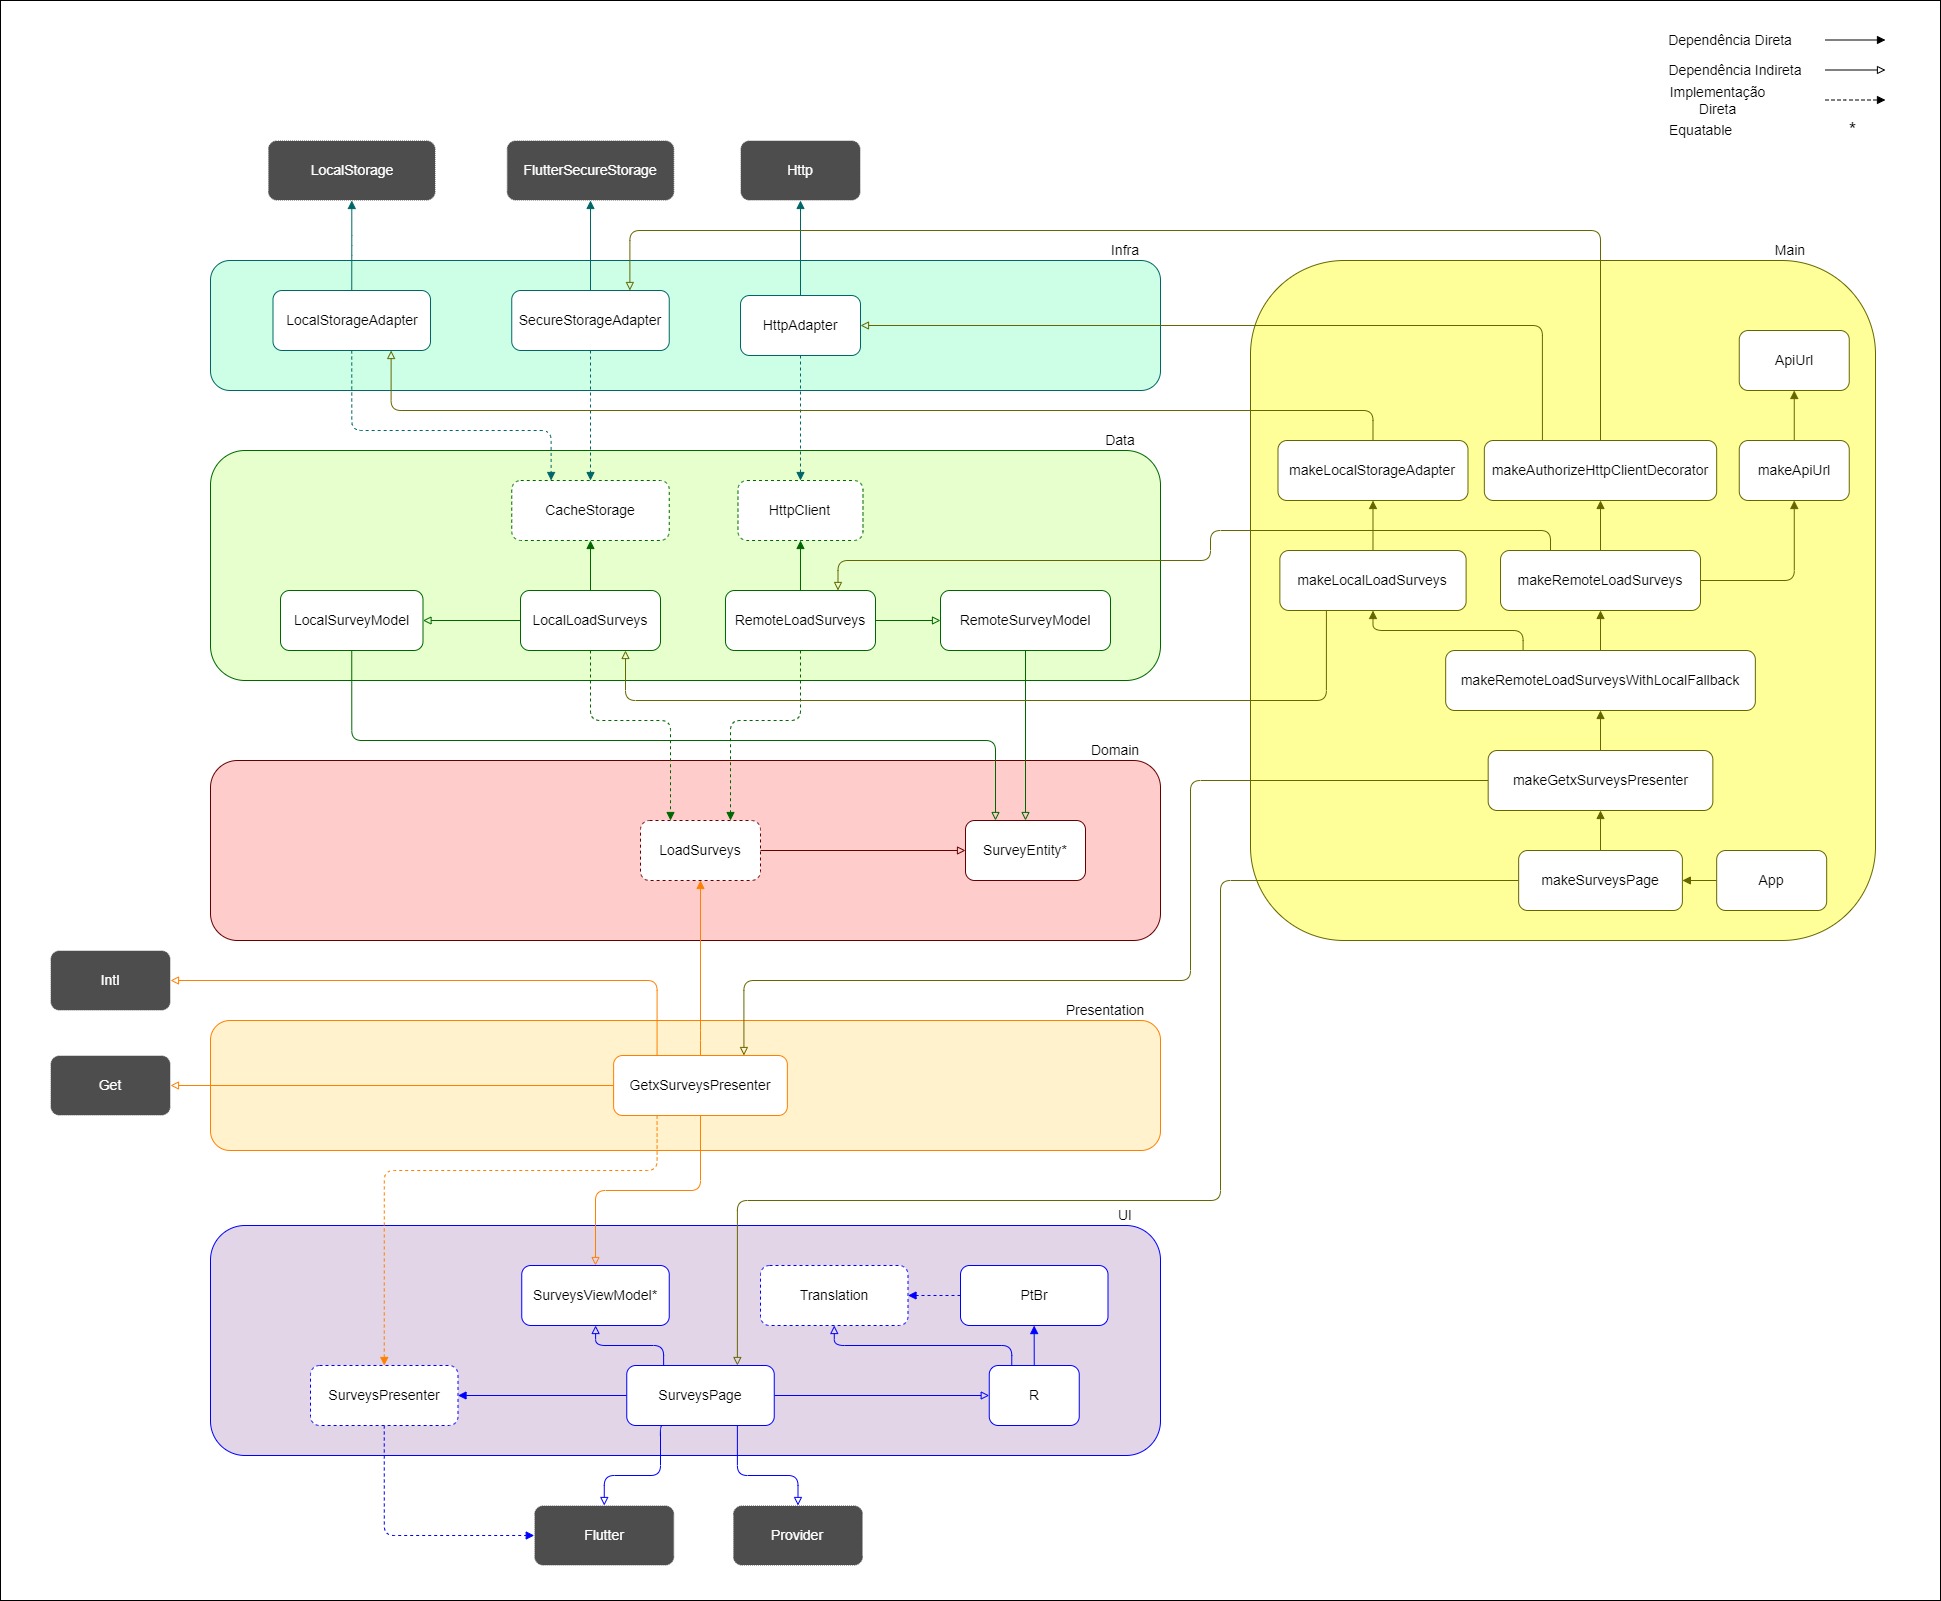 Dependência Direta
Dependência Indireta
Implementação
Direta
Equatable *
LocalStorage
FlutterSecureStorage
Http
Infra
Main
LocalStorageAdapter
SecureStorageAdapter
HttpAdapter
ApiUrl
Data
makeLocalStorageAdapter
makeAuthorizeHttpClientDecorator
makeApiUrl
CacheStorage
HttpClient
makeLocalLoadSurveys
makeRemoteLoadSurveys
LocalSurveyModel
LocalLoadSurveys
RemoteLoadSurveys
RemoteSurveyModel
makeRemoteLoadSurveysWithLocalFallback
Domain
makeGetxSurveysPresenter
LoadSurveys
SurveyEntity*
makeSurveysPage
App
Intl
Presentation
Get
GetxSurveysPresenter
UI
SurveysViewModel*
Translation
PtBr
SurveysPresenter
SurveysPage
R
Flutter
Provider